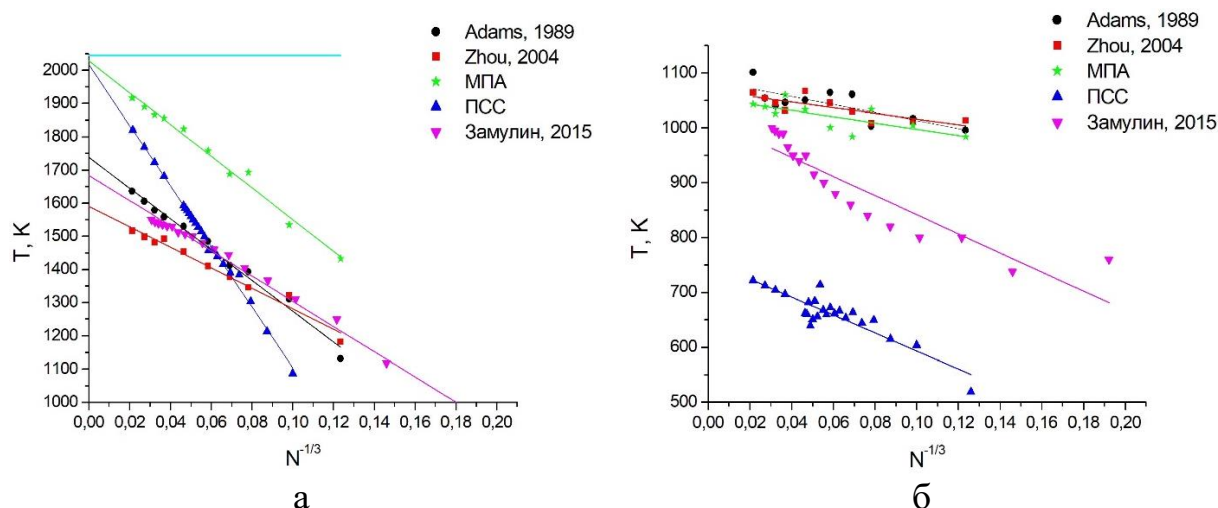 Adams, 1989
Zhou, 2004
МПА
ПСС
Замулин, 2015
2000
1900
1800
1700
1600
1500
1400
1300
1200
1100
1000
T, K
0,00 0,02 0,04 0,06 0,08 0,10 0,12 0,14 0,16 0,18 0,20
N-1/3
а
Adams, 1989
Zhou, 2004
МПА
ПСС
Замулин, 2015
1100
1000
900
800
700
600
500
T, K
0,00 0,02 0,04 0,06 0,08 0,10 0,12 0,14 0,16 0,18 0,20
N-1/3
б